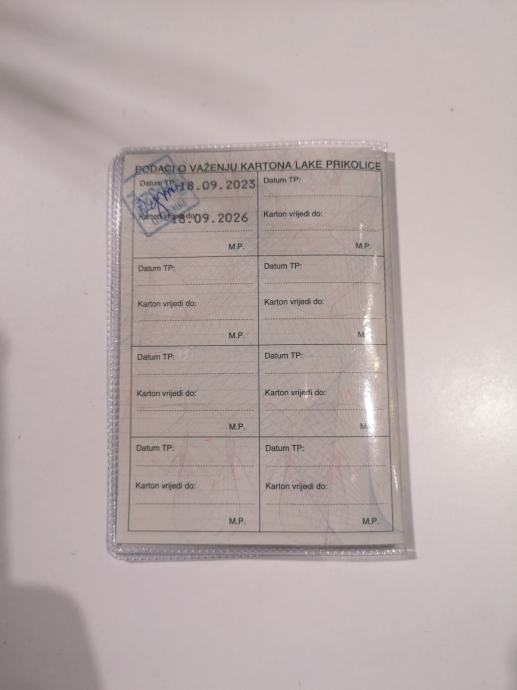 PODACI O VAŽENJU KARTONA LAKE PRIKOLICE
Datum TP: 18.09.2023
Karton vrijedi do: 18.09.2026
M.P.
Datum TP:
Karton vrijedi do:
M.P.
Datum TP:
Karton vrijedi do:
M.P.
Datum TP:
Karton vrijedi do:
M.P.
Datum TP:
Karton vrijedi do:
M.P.
Datum TP:
Karton vrijedi do:
M.P.
Datum TP:
Karton vrijedi do:
M.P.
Datum TP:
Karton vrijedi do:
M.P.